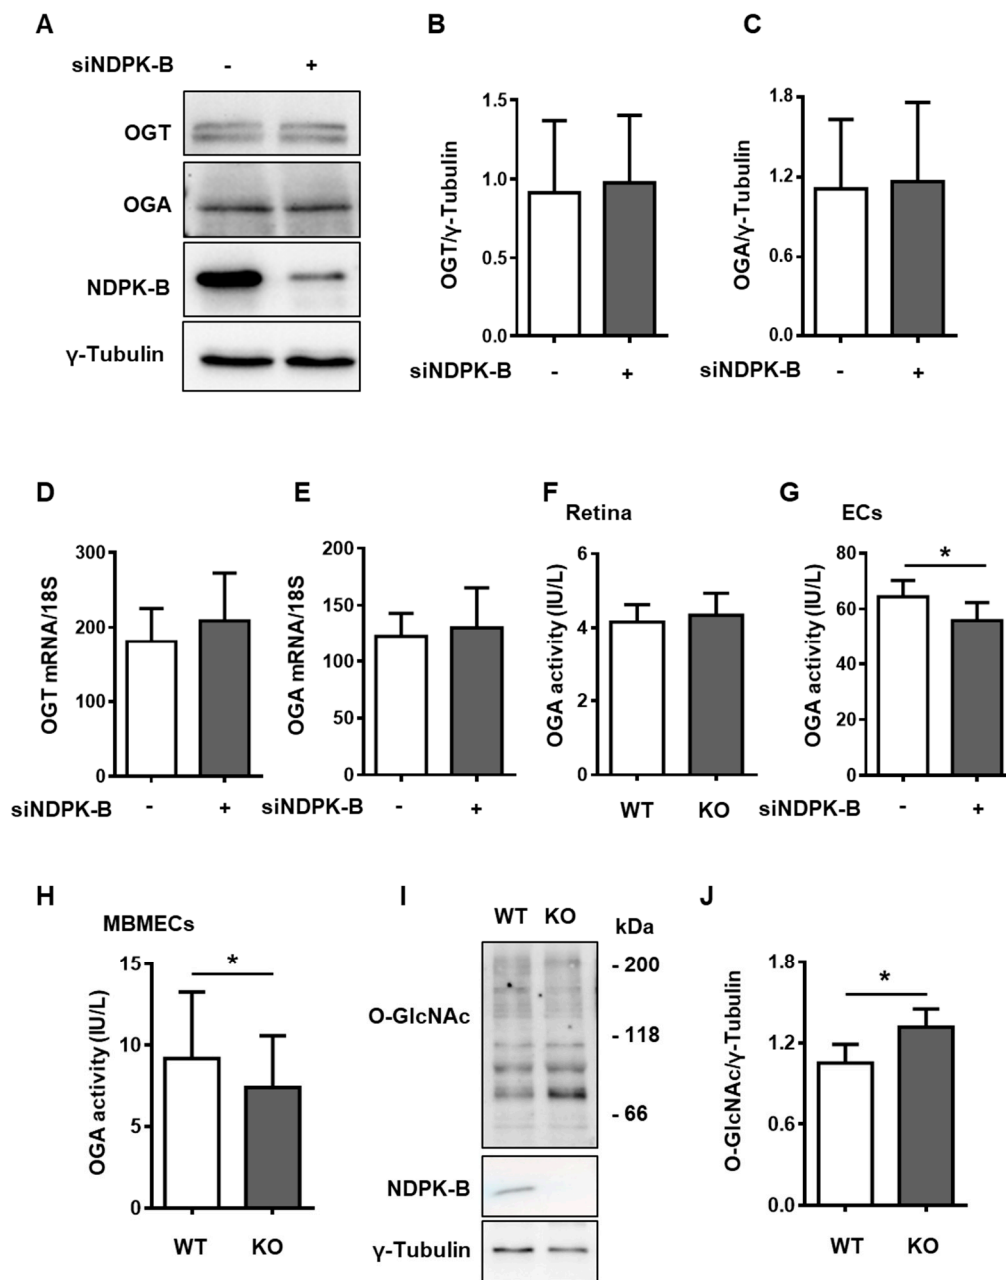 A
siNDPK-B - +
OGT
OGA
NDPK-B
γ-Tubulin
B
OGT/γ-Tubulin
1.5
1.0
0.5
0.0
siNDPK-B - +
C
OGA/γ-Tubulin
1.8
1.2
0.6
0.0
siNDPK-B - +
D
OGT mRNA/18S
300
200
100
0
siNDPK-B - +
E
OGA mRNA/18S
200
150
100
50
0
siNDPK-B - +
F
Retina
OGA activity (IU/L)
6
4
2
0
WT KO
G
ECs
OGA activity (IU/L)
80
60
40
20
0
*
siNDPK-B - +
H
MBMECs
OGA activity (IU/L)
15
10
5
0
*
WT KO
I
WT KO
kDa
O-GlcNAc
- 200
- 118
- 66
NDPK-B
γ-Tubulin
J
O-GlcNAc/γ-Tubulin
1.8
1.2
0.6
0.0
*
WT KO